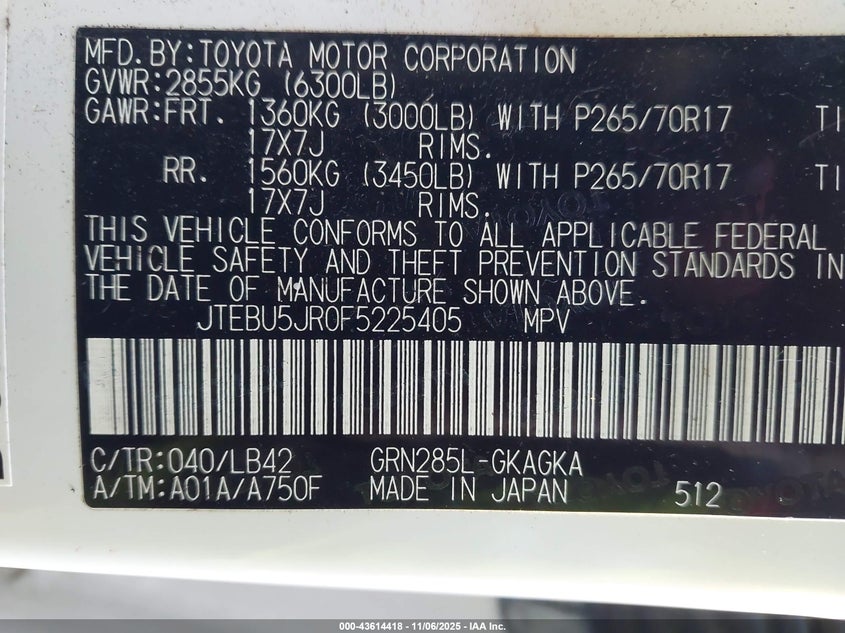 MFD. BY: TOYOTA MOTOR CORPORATION
GVWR: 2855KG (6300LB)
GAWR: FRT. 1360KG (3000LB) WITH P265/70R17 TI
17X7J RIMS.
RR. 1560KG (3450LB) WITH P265/70R17 TI
17X7J RIMS.
THIS VEHICLE CONFORMS TO ALL APPLICABLE FEDERAL
VEHICLE SAFETY AND THEFT PREVENTION STANDARDS IN
THE DATE OF MANUFACTURE SHOWN ABOVE.
JTEBU5JR0F5225405 MPV
C/TR: 040/LB42 GRN285L-GKAGKA
A/TM: A01A/A750F MADE IN JAPAN 512
000-43614418 - 11/06/2025 - IAA Inc.